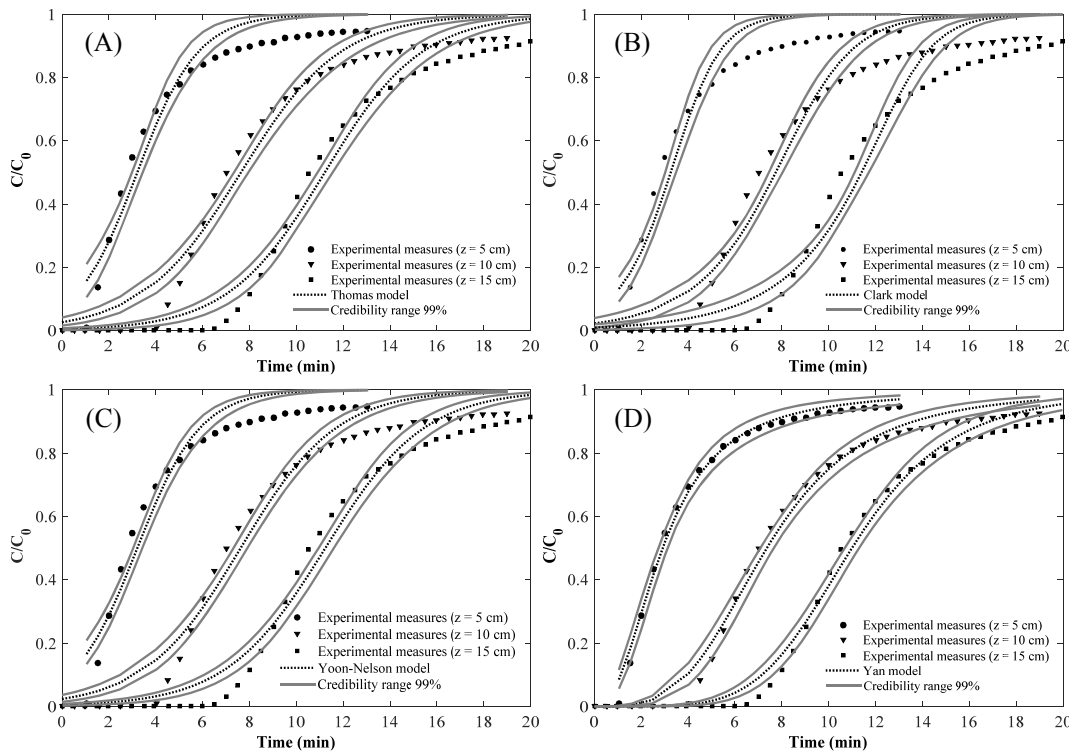 (A)
C/C0
1
0.8
0.6
0.4
0.2
0
Experimental measures (z = 5 cm)
Experimental measures (z = 10 cm)
Experimental measures (z = 15 cm)
Thomas model
Credibility range 99%
0 2 4 6 8 10 12 14 16 18 20
Time (min)
(B)
C/C0
1
0.8
0.6
0.4
0.2
0
Experimental measures (z = 5 cm)
Experimental measures (z = 10 cm)
Experimental measures (z = 15 cm)
Clark model
Credibility range 99%
0 2 4 6 8 10 12 14 16 18 20
Time (min)
(C)
C/C0
1
0.8
0.6
0.4
0.2
0
Experimental measures (z = 5 cm)
Experimental measures (z = 10 cm)
Experimental measures (z = 15 cm)
Yoon-Nelson model
Credibility range 99%
0 2 4 6 8 10 12 14 16 18 20
Time (min)
(D)
C/C0
1
0.8
0.6
0.4
0.2
0
Experimental measures (z = 5 cm)
Experimental measures (z = 10 cm)
Experimental measures (z = 15 cm)
Yan model
Credibility range 99%
0 2 4 6 8 10 12 14 16 18 20
Time (min)